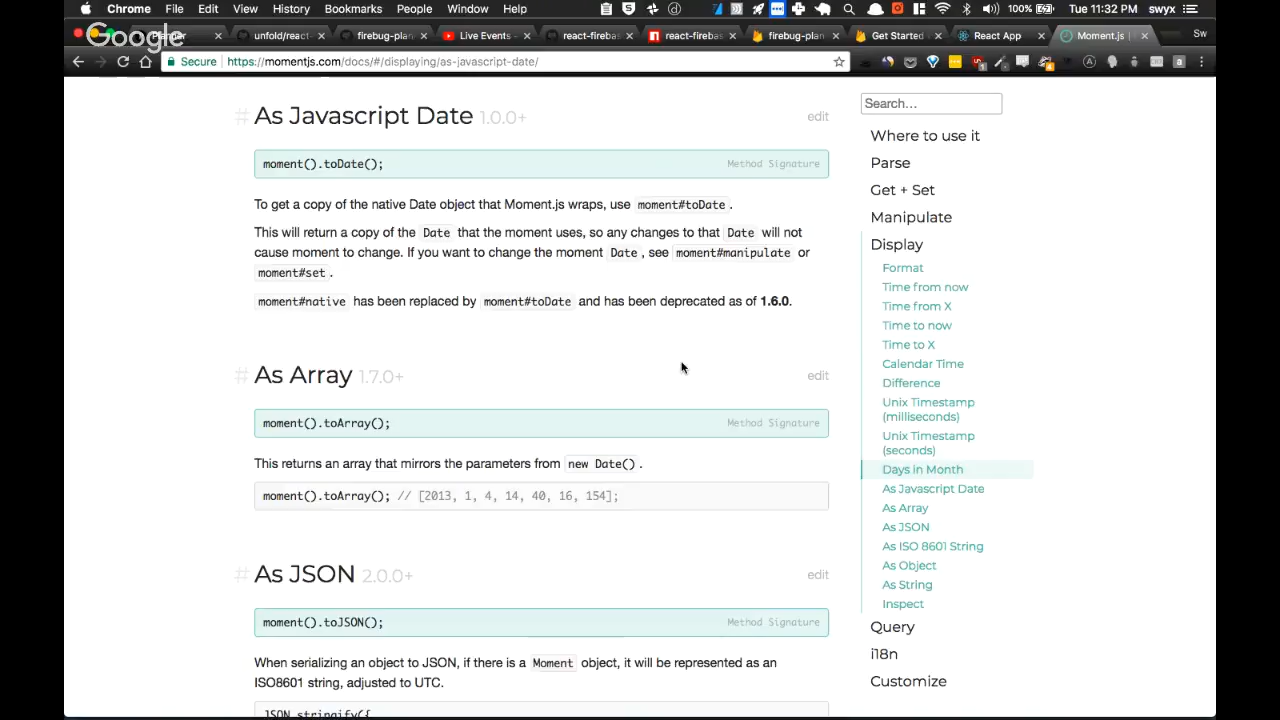 Chrome File Edit View History Bookmarks People Window Help 100% Tue 11:32 PM swyx
Google
unfold/react- firebug-plan Live Events - react-firebase react-firebas firebug-plan Get Started React App Moment.js | Sw
Secure https://momentjs.com/docs/#/displaying/as-javascript-date/
# As Javascript Date 1.0.0+ edit
moment().toDate(); Method Signature
To get a copy of the native Date object that Moment.js wraps, use moment#toDate.
This will return a copy of the Date that the moment uses, so any changes to that Date will not
cause moment to change. If you want to change the moment Date, see moment#manipulate or
moment#set.
moment#native has been replaced by moment#toDate and has been deprecated as of 1.6.0.
# As Array 1.7.0+ edit
moment().toArray(); Method Signature
This returns an array that mirrors the parameters from new Date().
moment().toArray(); // [2013, 1, 4, 14, 40, 16, 154];
# As JSON 2.0.0+ edit
moment().toJSON(); Method Signature
When serializing an object to JSON, if there is a Moment object, it will be represented as an
ISO8601 string, adjusted to UTC.
JSON.stringify({
Search...
Where to use it
Parse
Get + Set
Manipulate
Display
Format
Time from now
Time from X
Time to now
Time to X
Calendar Time
Difference
Unix Timestamp
(milliseconds)
Unix Timestamp
(seconds)
Days in Month
As Javascript Date
As Array
As JSON
As ISO 8601 String
As Object
As String
Inspect
Query
i18n
Customize